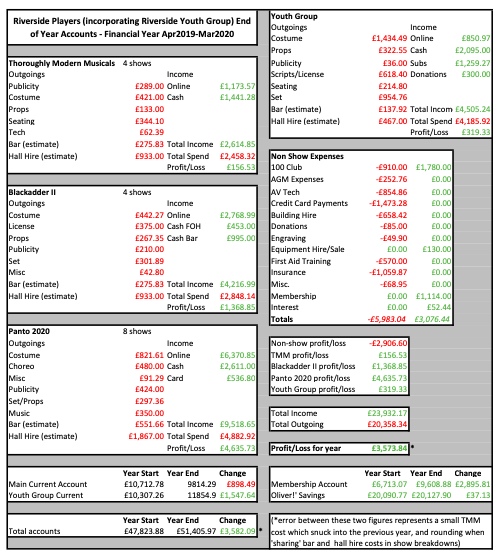 Riverside Players (incorporating Riverside Youth Group) End
of Year Accounts - Financial Year Apr2019-Mar2020
Thoroughly Modern Musicals 4 shows
Outgoings Income
Publicity £289.00 Online £1,173.57
Costume £421.00 Cash £1,441.28
Props £133.00
Seating £344.10
Tech £62.39
Bar (estimate) £275.83 Total Income £2,614.85
Hall Hire (estimate) £933.00 Total Spend £2,458.32
Profit/Loss £156.53
Blackadder II 4 shows
Outgoings Income
Costume £442.27 Online £2,768.99
License £375.00 Cash FOH £453.00
Props £267.35 Cash Bar £995.00
Publicity £210.00
Set £301.89
Misc £42.80
Bar (estimate) £275.83 Total Income £4,216.99
Hall Hire (estimate) £933.00 Total Spend £2,848.14
Profit/Loss £1,368.85
Panto 2020 8 shows
Outgoings Income
Costume £821.61 Online £6,370.85
Choreo £480.00 Cash £2,611.00
Misc £91.29 Card £536.80
Publicity £424.00
Set/Props £297.36
Music £350.00
Bar (estimate) £551.66 Total Income £9,518.65
Hall Hire (estimate) £1,867.00 Total Spend £4,882.92
Profit/Loss £4,635.73
Year Start Year End Change
Main Current Account £10,712.78 9814.29 £898.49
Youth Group Current £10,307.26 11854.9 £1,547.64
Total accounts £47,823.88 £51,405.97 £3,582.09 *
Youth Group
Outgoings Income
Costume £1,434.49 Online £850.97
Props £322.55 Cash £2,095.00
Publicity £36.00 Subs £1,259.27
Scripts/License £618.40 Donations £300.00
Seating £214.80
Set £954.76
Bar (estimate) £137.92 Total Incom £4,505.24
Hall Hire (estimate) £467.00 Total Spend £4,185.92
Profit/Loss £319.33
Non Show Expenses
100 Club -£910.00 £1,780.00
AGM Expenses -£252.76 £0.00
AV Tech -£854.86 £0.00
Credit Card Payments -£1,473.28 £0.00
Building Hire -£658.42 £0.00
Donations -£85.00 £0.00
Engraving -£49.90 £0.00
Equipment Hire/Sale £0.00 £130.00
First Aid Training -£570.00 £0.00
Insurance -£1,059.87 £0.00
Misc. -£68.95 £0.00
Membership £0.00 £1,114.00
Interest £0.00 £52.44
Totals -£5,983.04 £3,076.44
Non-show profit/loss -£2,906.60
TMM profit/loss £156.53
Blackadder II profit/loss £1,368.85
Panto 2020 profit/loss £4,635.73
Youth Group profit/loss £319.33
Total Income £23,932.17
Total Outgoing £20,358.34
Profit/Loss for year £3,573.84 *
Year Start Year End Change
Membership Account £6,713.07 £9,608.88 £2,895.81
Oliver!' Savings £20,090.77 £20,127.90 £37.13
(*error between these two figures represents a small TMM
cost which snuck into the previous year, and rounding when
'sharing' bar and hall hire costs in show breakdowns)